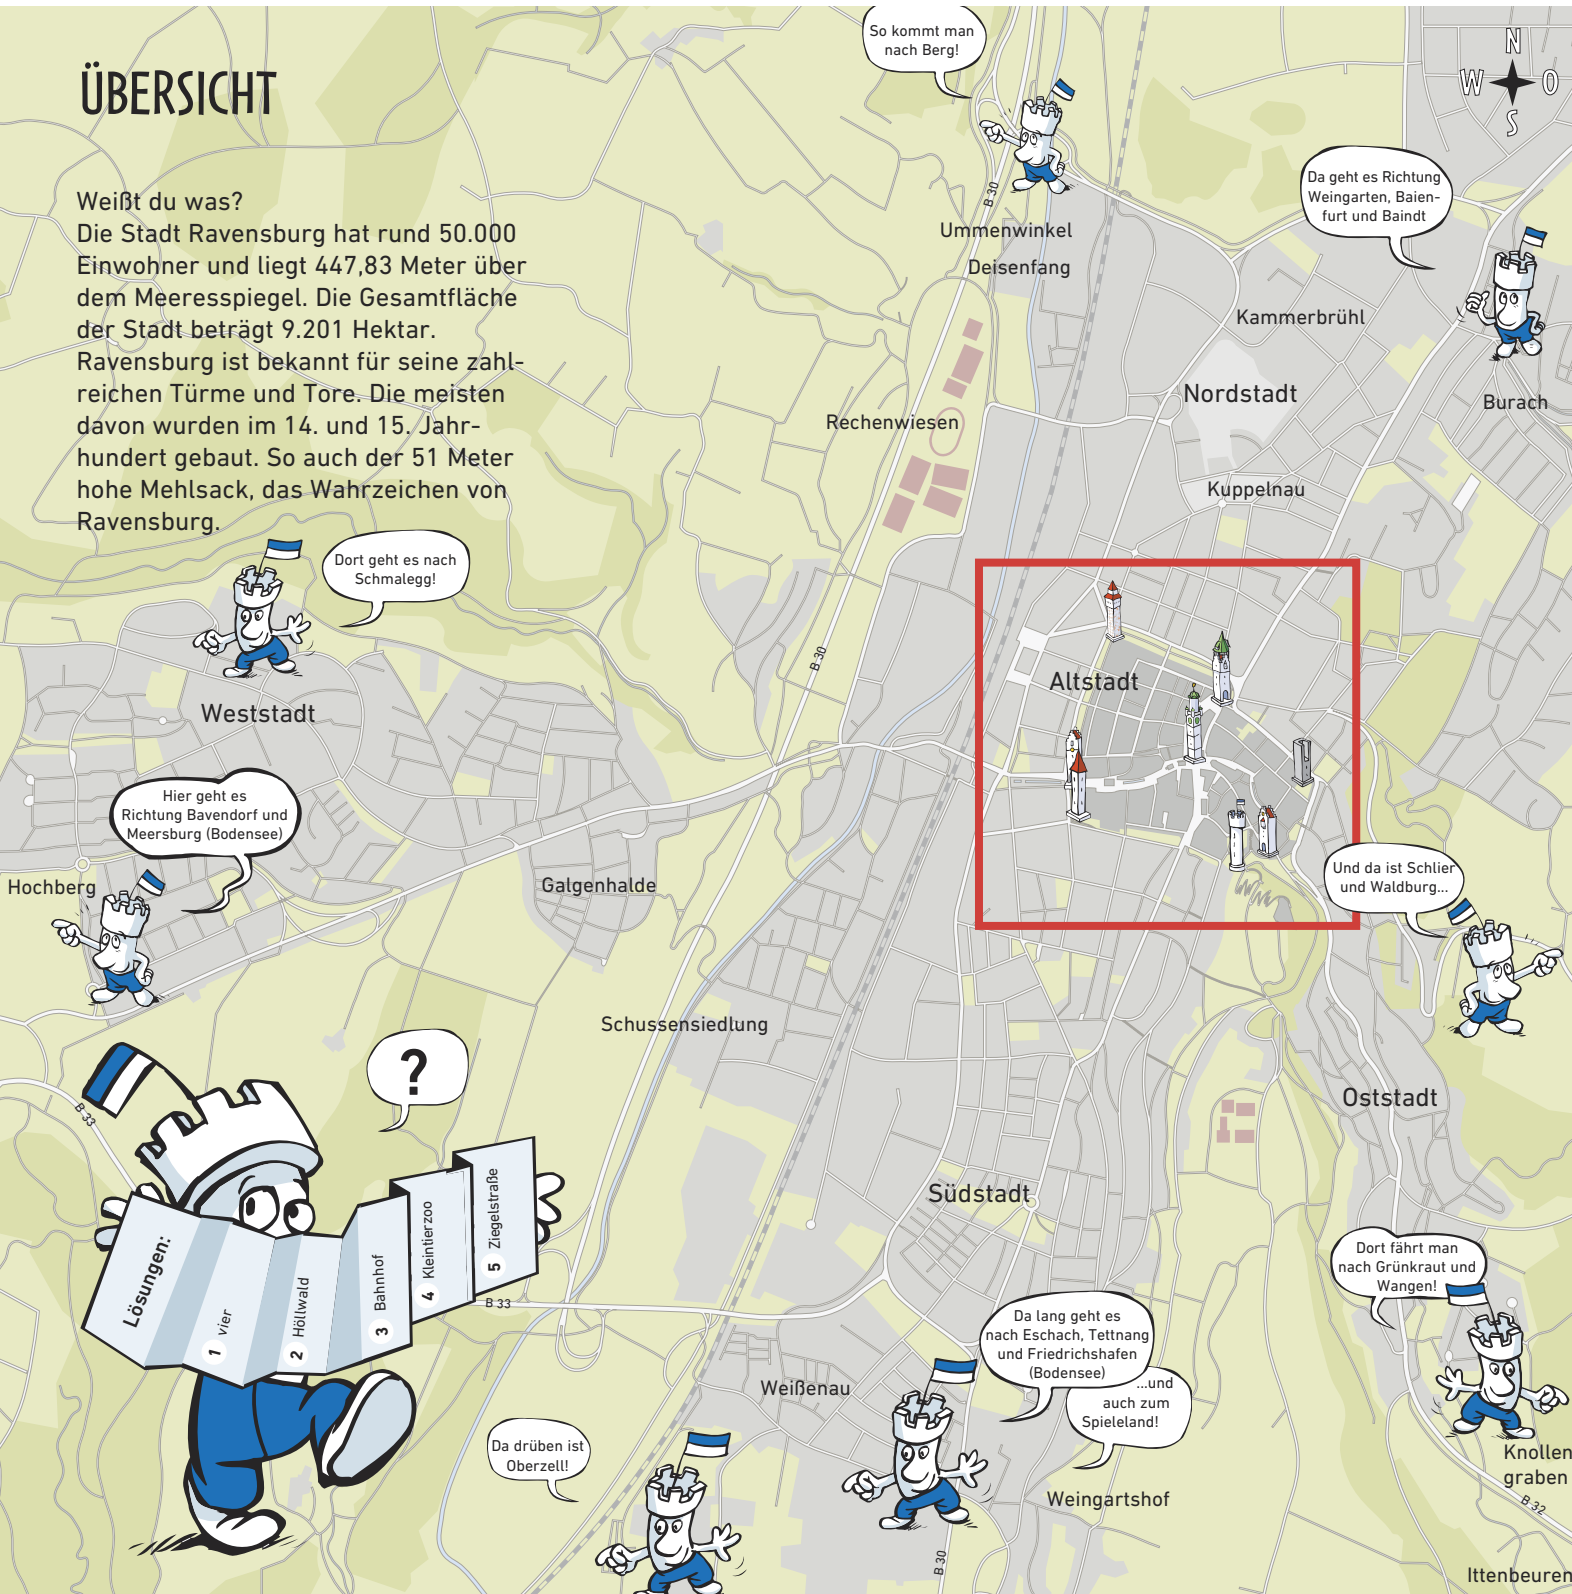 ÜBERSICHT
Weißt du was?
Die Stadt Ravensburg hat rund 50.000
Einwohner und liegt 447,83 Meter über
dem Meeresspiegel. Die Gesamtfläche
der Stadt beträgt 9.201 Hektar.
Ravensburg ist bekannt für seine zahl-
reichen Türme und Tore. Die meisten
davon wurden im 14. und 15. Jahr-
hundert gebaut. So auch der 51 Meter
hohe Mehlsack, das Wahrzeichen von
Ravensburg.
So kommt man
nach Berg!
N
W O
S
Da geht es Richtung
Weingarten, Baien-
furt und Baindt
B 30
Ummenwinkel
Deisenfang
Kammerbrühl
Nordstadt
Burach
Rechenwiesen
Kuppelnau
Dort geht es nach
Schmalegg!
B 30
Altstadt
Weststadt
Hier geht es
Richtung Bavendorf und
Meersburg (Bodensee)
Hochberg
Galgenhalde
Und da ist Schlier
und Waldburg...
Schussensiedlung
?
B 33
Oststadt
Südstadt
Lösungen:
1 vier
2 Höllwald
3 Bahnhof
4 Kleintierzoo
5 Ziegelstraße
B 33
Dort fährt man
nach Grünkraut und
Wangen!
Da lang geht es
nach Eschach, Tettnang
und Friedrichshafen
(Bodensee)
...und
auch zum
Spieleland!
Weißenau
Da drüben ist
Oberzell!
Weingartshof
Knollen
graben
B 32
B 30
Ittenbeuren